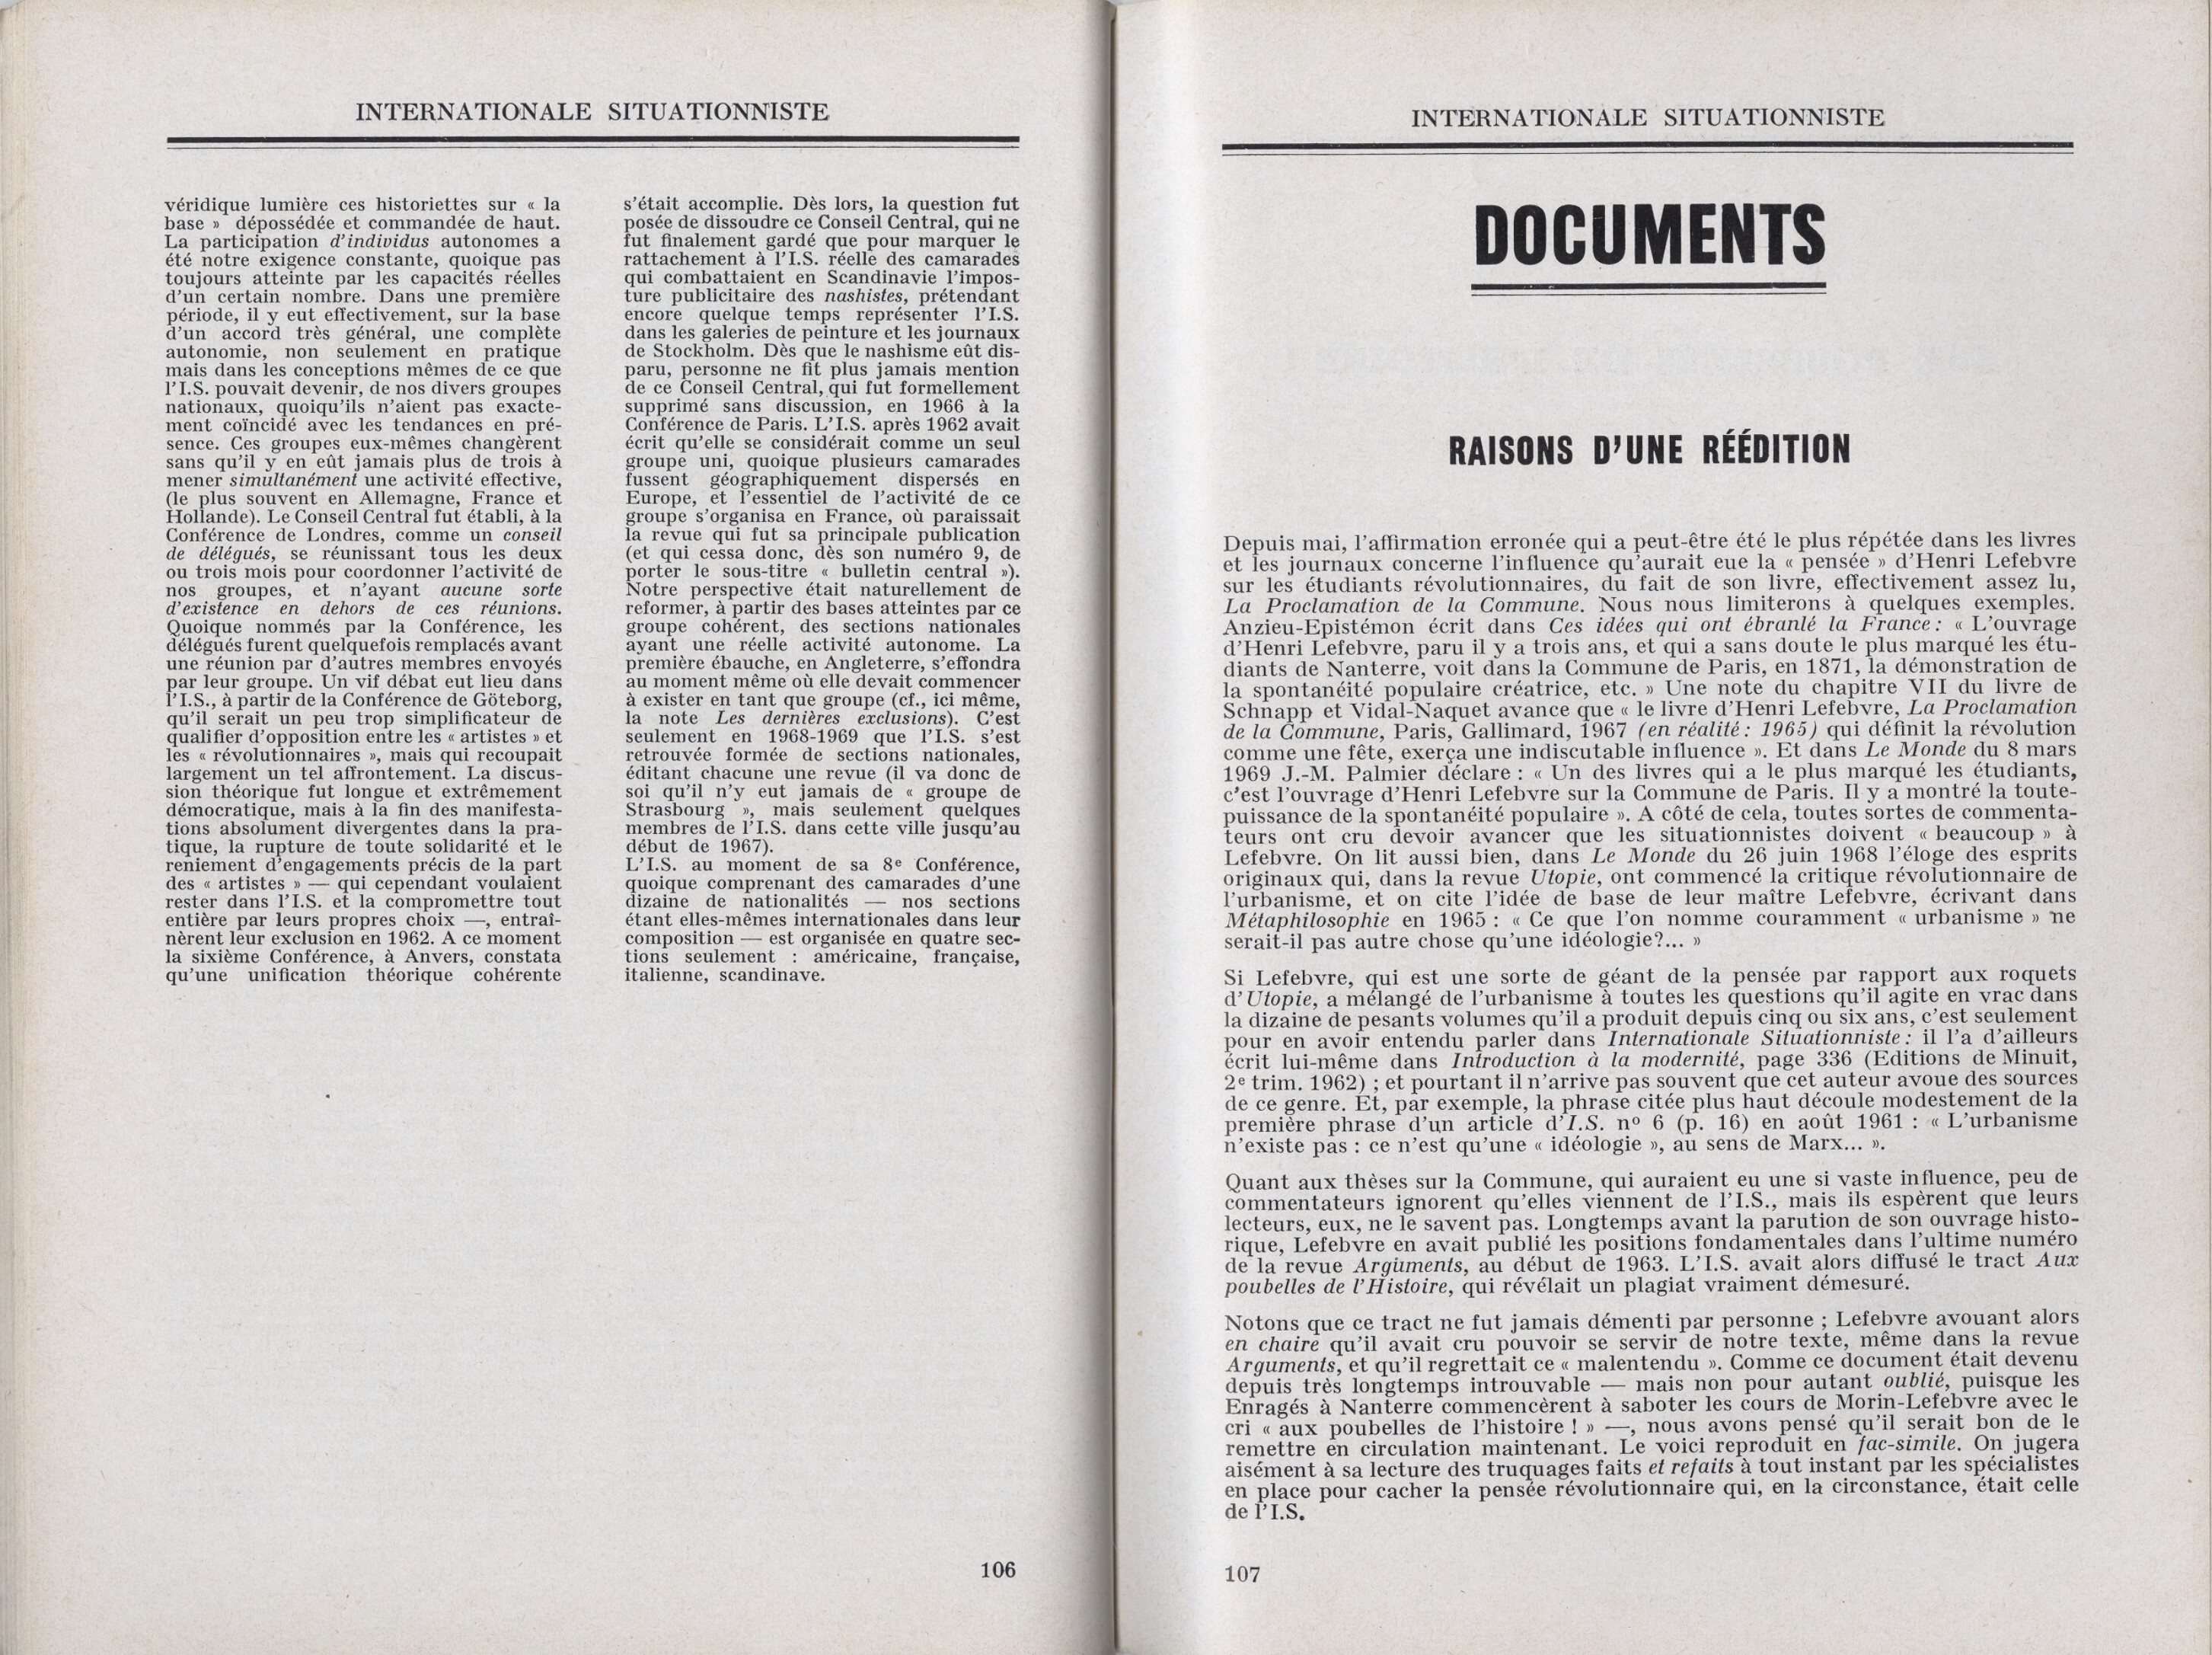 INTERNATIONALE SITUATIONNISTE
véridique lumière ces historiettes sur « la
base » dépossédée et commandée de haut.
La participation d'individus autonomes a
été notre exigence constante, quoique pas
toujours atteinte par les capacités réelles
d'un certain nombre. Dans une première
période, il y eut effectivement, sur la base
d'un accord très général, une complète
autonomie, non seulement en pratique
mais dans les conceptions mêmes de ce que
l'I.S. pouvait devenir, de nos divers groupes
nationaux, quoiqu'ils n'aient pas exacte-
ment coïncidé avec les tendances en pré-
sence. Ces groupes eux-mêmes changèrent
sans qu'il y en eût jamais plus de trois à
mener simultanément une activité effective,
(le plus souvent en Allemagne, France et
Hollande). Le Conseil Central fut établi, à la
Conférence de Londres, comme un conseil
de délégués, se réunissant tous les deux
ou trois mois pour coordonner l'activité de
nos groupes, et n'ayant aucune sorte
d'existence en dehors de ces réunions.
Quoique nommés par la Conférence, les
délégués furent quelquefois remplacés avant
une réunion par d'autres membres envoyés
par leur groupe. Un vif débat eut lieu dans
l'I.S., à partir de la Conférence de Göteborg,
qu'il serait un peu trop simplificateur de
qualifier d'opposition entre les « artistes » et
les « révolutionnaires », mais qui recoupait
largement un tel affrontement. La discus-
sion théorique fut longue et extrêmement
démocratique, mais à la fin des manifesta-
tions absolument divergentes dans la pra-
tique, la rupture de toute solidarité et le
reniement d'engagements précis de la part
des « artistes » — qui cependant voulaient
rester dans l'I.S. et la compromettre tout
entière par leurs propres choix —, entraî-
nèrent leur exclusion en 1962. A ce moment
la sixième Conférence, à Anvers, constata
qu'une unification théorique cohérente
s'était accomplie. Dès lors, la question fut
posée de dissoudre ce Conseil Central, qui ne
fut finalement gardé que pour marquer le
rattachement à l'I.S. réelle des camarades
qui combattaient en Scandinavie l'impos-
ture publicitaire des nashistes, prétendant
encore quelque temps représenter l'I.S.
dans les galeries de peinture et les journaux
de Stockholm. Dès que le nashisme eût dis-
paru, personne ne fit plus jamais mention
de ce Conseil Central, qui fut formellement
supprimé sans discussion, en 1966 à la
Conférence de Paris. L'I.S. après 1962 avait
écrit qu'elle se considérait comme un seul
groupe uni, quoique plusieurs camarades
fussent géographiquement dispersés en
Europe, et l'essentiel de l'activité de ce
groupe s'organisa en France, où paraissait
la revue qui fut sa principale publication
(et qui cessa donc, dès son numéro 9, de
porter le sous-titre « bulletin central »).
Notre perspective était naturellement de
reformer, à partir des bases atteintes par ce
groupe cohérent, des sections nationales
ayant une réelle activité autonome. La
première ébauche, en Angleterre, s'effondra
au moment même où elle devait commencer
à exister en tant que groupe (cf., ici même,
la note Les dernières exclusions). C'est
seulement en 1968-1969 que l'I.S. s'est
retrouvée formée de sections nationales,
éditant chacune une revue (il va donc de
soi qu'il n'y eut jamais de « groupe de
Strasbourg », mais seulement quelques
membres de l'I.S. dans cette ville jusqu'au
début de 1967).
L'I.S. au moment de sa 8e Conférence,
quoique comprenant des camarades d'une
dizaine de nationalités — nos sections
étant elles-mêmes internationales dans leur
composition — est organisée en quatre sec-
tions seulement : américaine, française,
italienne, scandinave.
106
INTERNATIONALE SITUATIONNISTE
DOCUMENTS
RAISONS D'UNE RÉÉDITION
Depuis mai, l'affirmation erronée qui a peut-être été le plus répétée dans les livres
et les journaux concerne l'influence qu'aurait eue la « pensée » d'Henri Lefebvre
sur les étudiants révolutionnaires, du fait de son livre, effectivement assez lu,
La Proclamation de la Commune. Nous nous limiterons à quelques exemples.
Anzieu-Epistémon écrit dans Ces idées qui ont ébranlé la France : « L'ouvrage
d'Henri Lefebvre, paru il y a trois ans, et qui a sans doute le plus marqué les étu-
diants de Nanterre, voit dans la Commune de Paris, en 1871, la démonstration de
la spontanéité populaire créatrice, etc. » Une note du chapitre VII du livre de
Schnapp et Vidal-Naquet avance que « le livre d'Henri Lefebvre, La Proclamation
de la Commune, Paris, Gallimard, 1967 (en réalité : 1965) qui définit la révolution
comme une fête, exerça une indiscutable influence ». Et dans Le Monde du 8 mars
1969 J.-M. Palmier déclare : « Un des livres qui a le plus marqué les étudiants,
c'est l'ouvrage d'Henri Lefebvre sur la Commune de Paris. Il y a montré la toute-
puissance de la spontanéité populaire ». A côté de cela, toutes sortes de commenta-
teurs ont cru devoir avancer que les situationnistes doivent « beaucoup » à
Lefebvre. On lit aussi bien, dans Le Monde du 26 juin 1968 l'éloge des esprits
originaux qui, dans la revue Utopie, ont commencé la critique révolutionnaire de
l'urbanisme, et on cite l'idée de base de leur maître Lefebvre, écrivant dans
Métaphilosophie en 1965 : « Ce que l'on nomme couramment « urbanisme » ne
serait-il pas autre chose qu'une idéologie?... »
Si Lefebvre, qui est une sorte de géant de la pensée par rapport aux roquets
d'Utopie, a mélangé de l'urbanisme à toutes les questions qu'il agite en vrac dans
la dizaine de pesants volumes qu'il a produit depuis cinq ou six ans, c'est seulement
pour en avoir entendu parler dans Internationale Situationniste : il l'a d'ailleurs
écrit lui-même dans Introduction à la modernité, page 336 (Editions de Minuit,
2e trim. 1962) ; et pourtant il n'arrive pas souvent que cet auteur avoue des sources
de ce genre. Et, par exemple, la phrase citée plus haut découle modestement de la
première phrase d'un article d'I.S. no 6 (p. 16) en août 1961 : « L'urbanisme
n'existe pas : ce n'est qu'une « idéologie », au sens de Marx... ».
Quant aux thèses sur la Commune, qui auraient eu une si vaste influence, peu de
commentateurs ignorent qu'elles viennent de l'I.S., mais ils espèrent que leurs
lecteurs, eux, ne le savent pas. Longtemps avant la parution de son ouvrage histo-
rique, Lefebvre en avait publié les positions fondamentales dans l'ultime numéro
de la revue Arguments, au début de 1963. L'I.S. avait alors diffusé le tract Aux
poubelles de l'Histoire, qui révélait un plagiat vraiment démesuré.
Notons que ce tract ne fut jamais démenti par personne ; Lefebvre avouant alors
en chaire qu'il avait cru pouvoir se servir de notre texte, même dans la revue
Arguments, et qu'il regrettait ce « malentendu ». Comme ce document était devenu
depuis très longtemps introuvable — mais non pour autant oublié, puisque les
Enragés à Nanterre commencèrent à saboter les cours de Morin-Lefebvre avec le
cri « aux poubelles de l'histoire ! » —, nous avons pensé qu'il serait bon de le
remettre en circulation maintenant. Le voici reproduit en fac-simile. On jugera
aisément à sa lecture des truquages faits et refaits à tout instant par les spécialistes
en place pour cacher la pensée révolutionnaire qui, en la circonstance, était celle
de l'I.S.
107